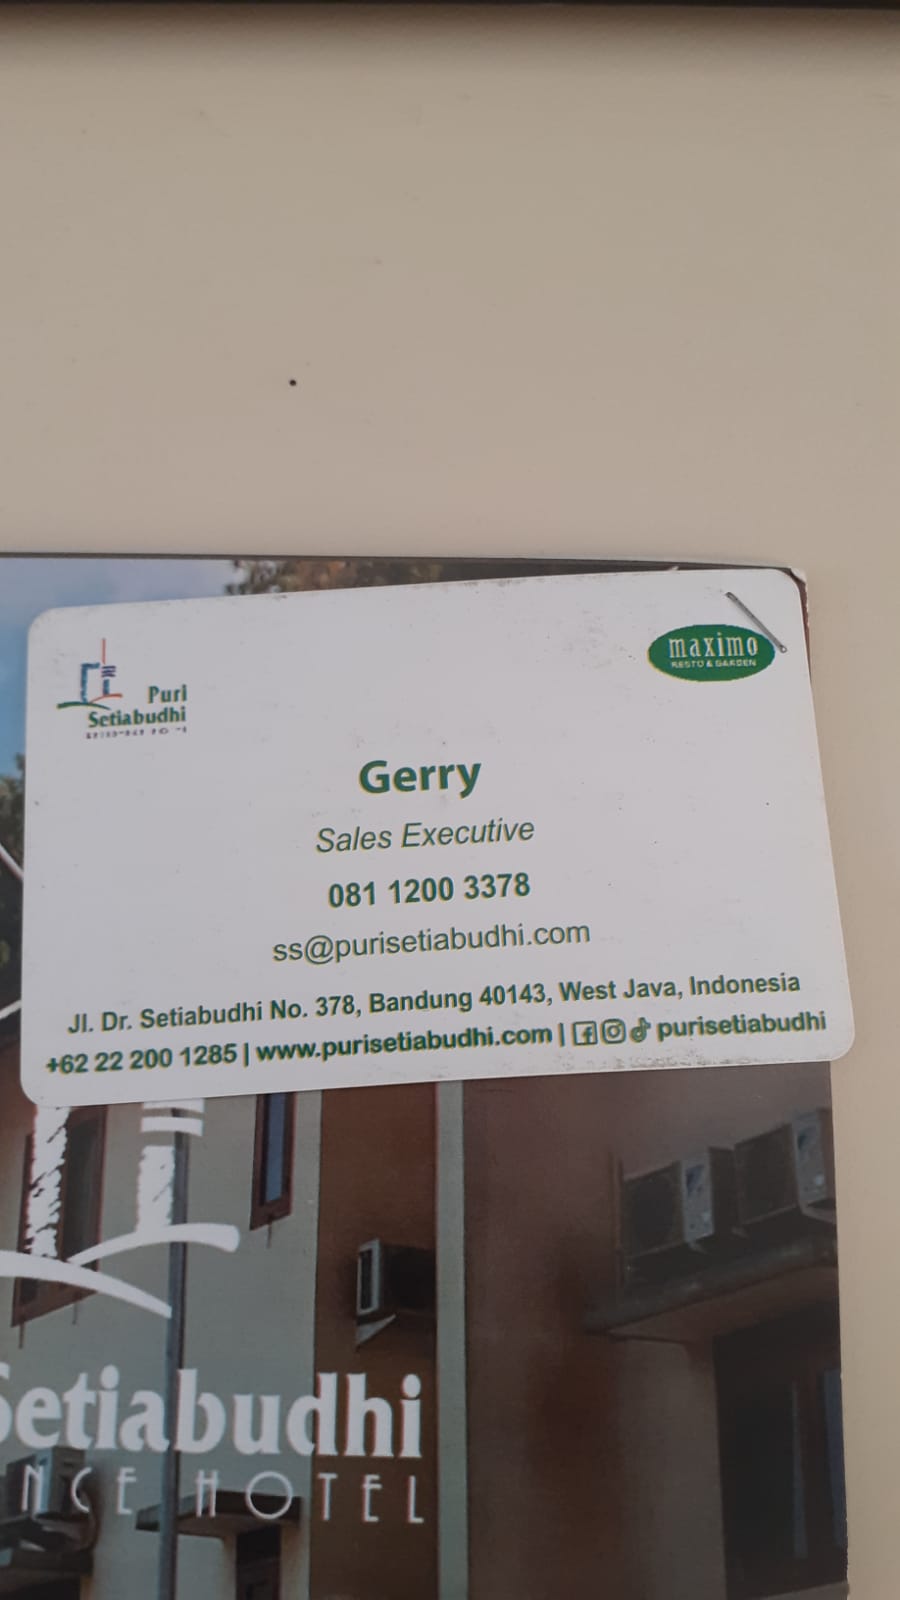 Puri
Setiabudhi
maximo
RESTO & GARDEN
Gerry
Sales Executive
081 1200 3378
ss@purisetiabudhi.com
Jl. Dr. Setiabudhi No. 378, Bandung 40143, West Java, Indonesia
+62 22 200 1285 | www.purisetiabudhi.com | purisetiabudhi
Setiabudhi
NCE HOTEL